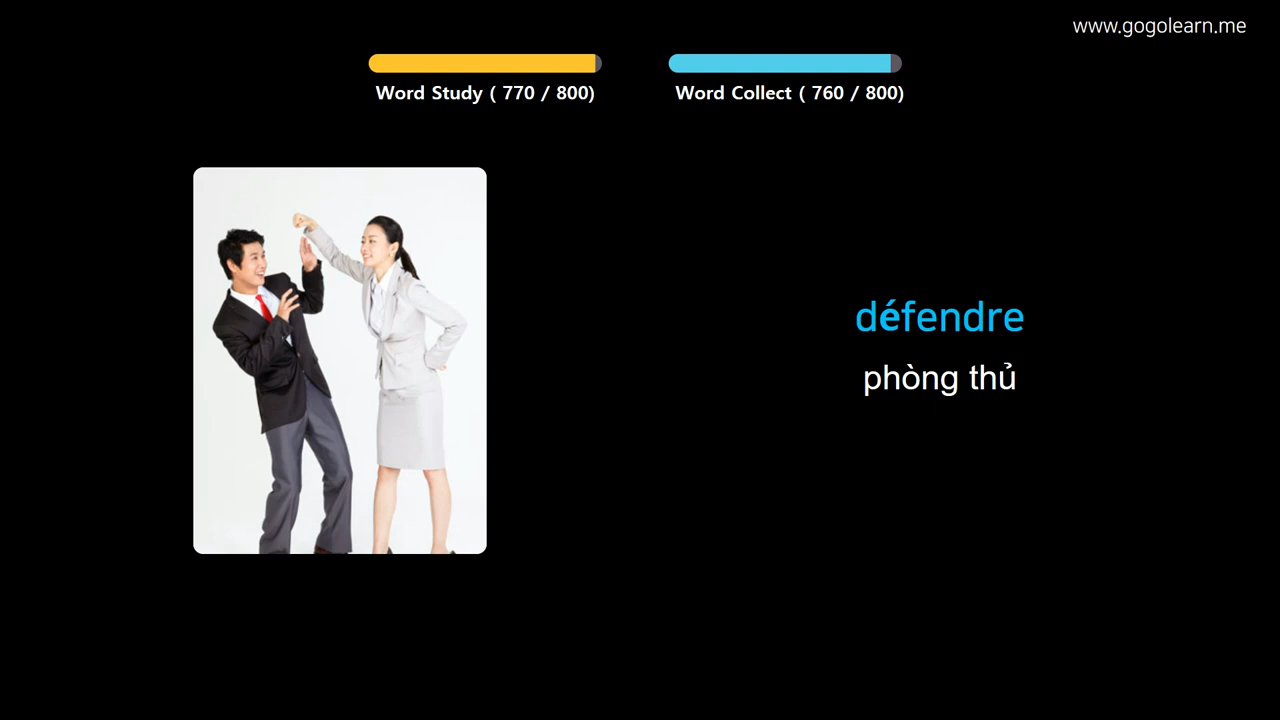 www.gogolearn.me
Word Study ( 770 / 800)
Word Collect ( 760 / 800)
défendre
phòng thủ